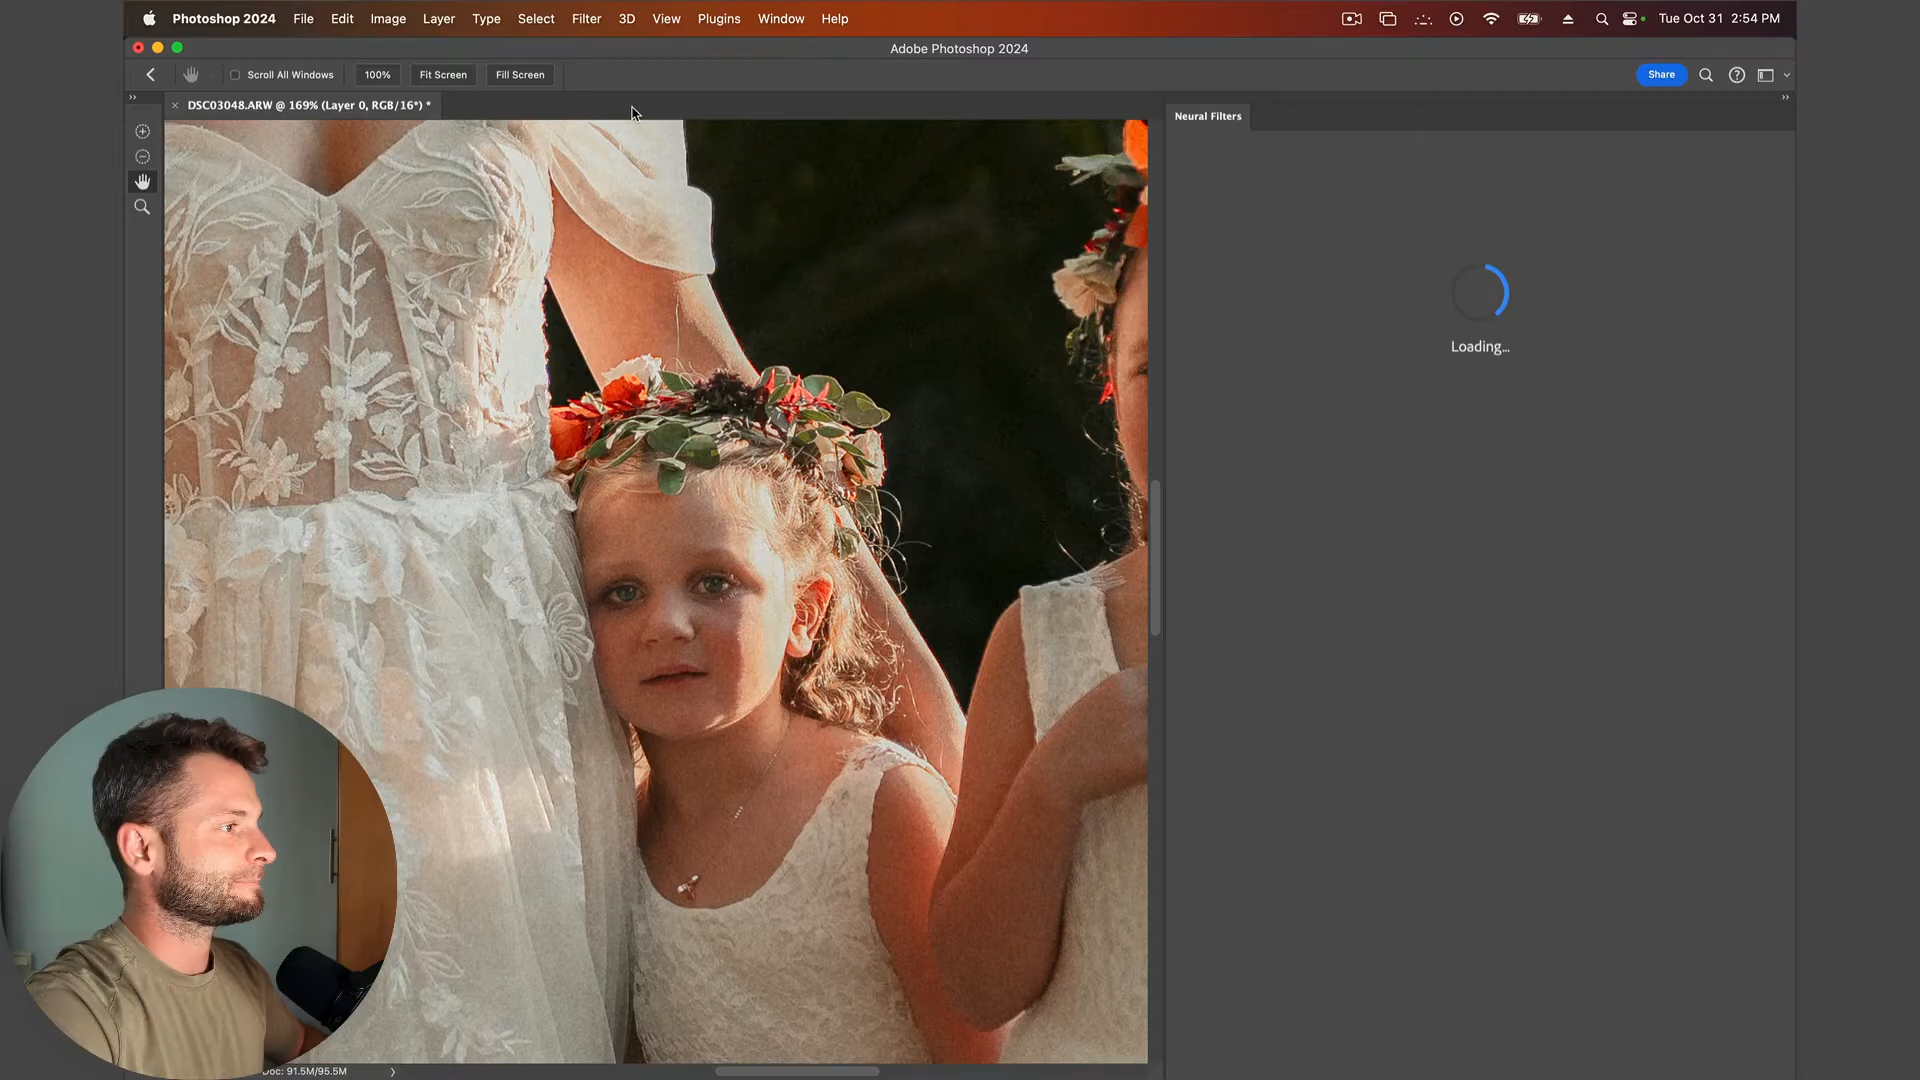 Photoshop 2024 File Edit Image Layer Type Select Filter 3D View Plugins Window Help Tue Oct 31 2:54 PM
Adobe Photoshop 2024
Scroll All Windows 100% Fit Screen Fill Screen Share
DSC03048.ARW @ 169% (Layer 0, RGB/16*) *
Neural Filters
Loading...
Doc: 91.5M/95.5M